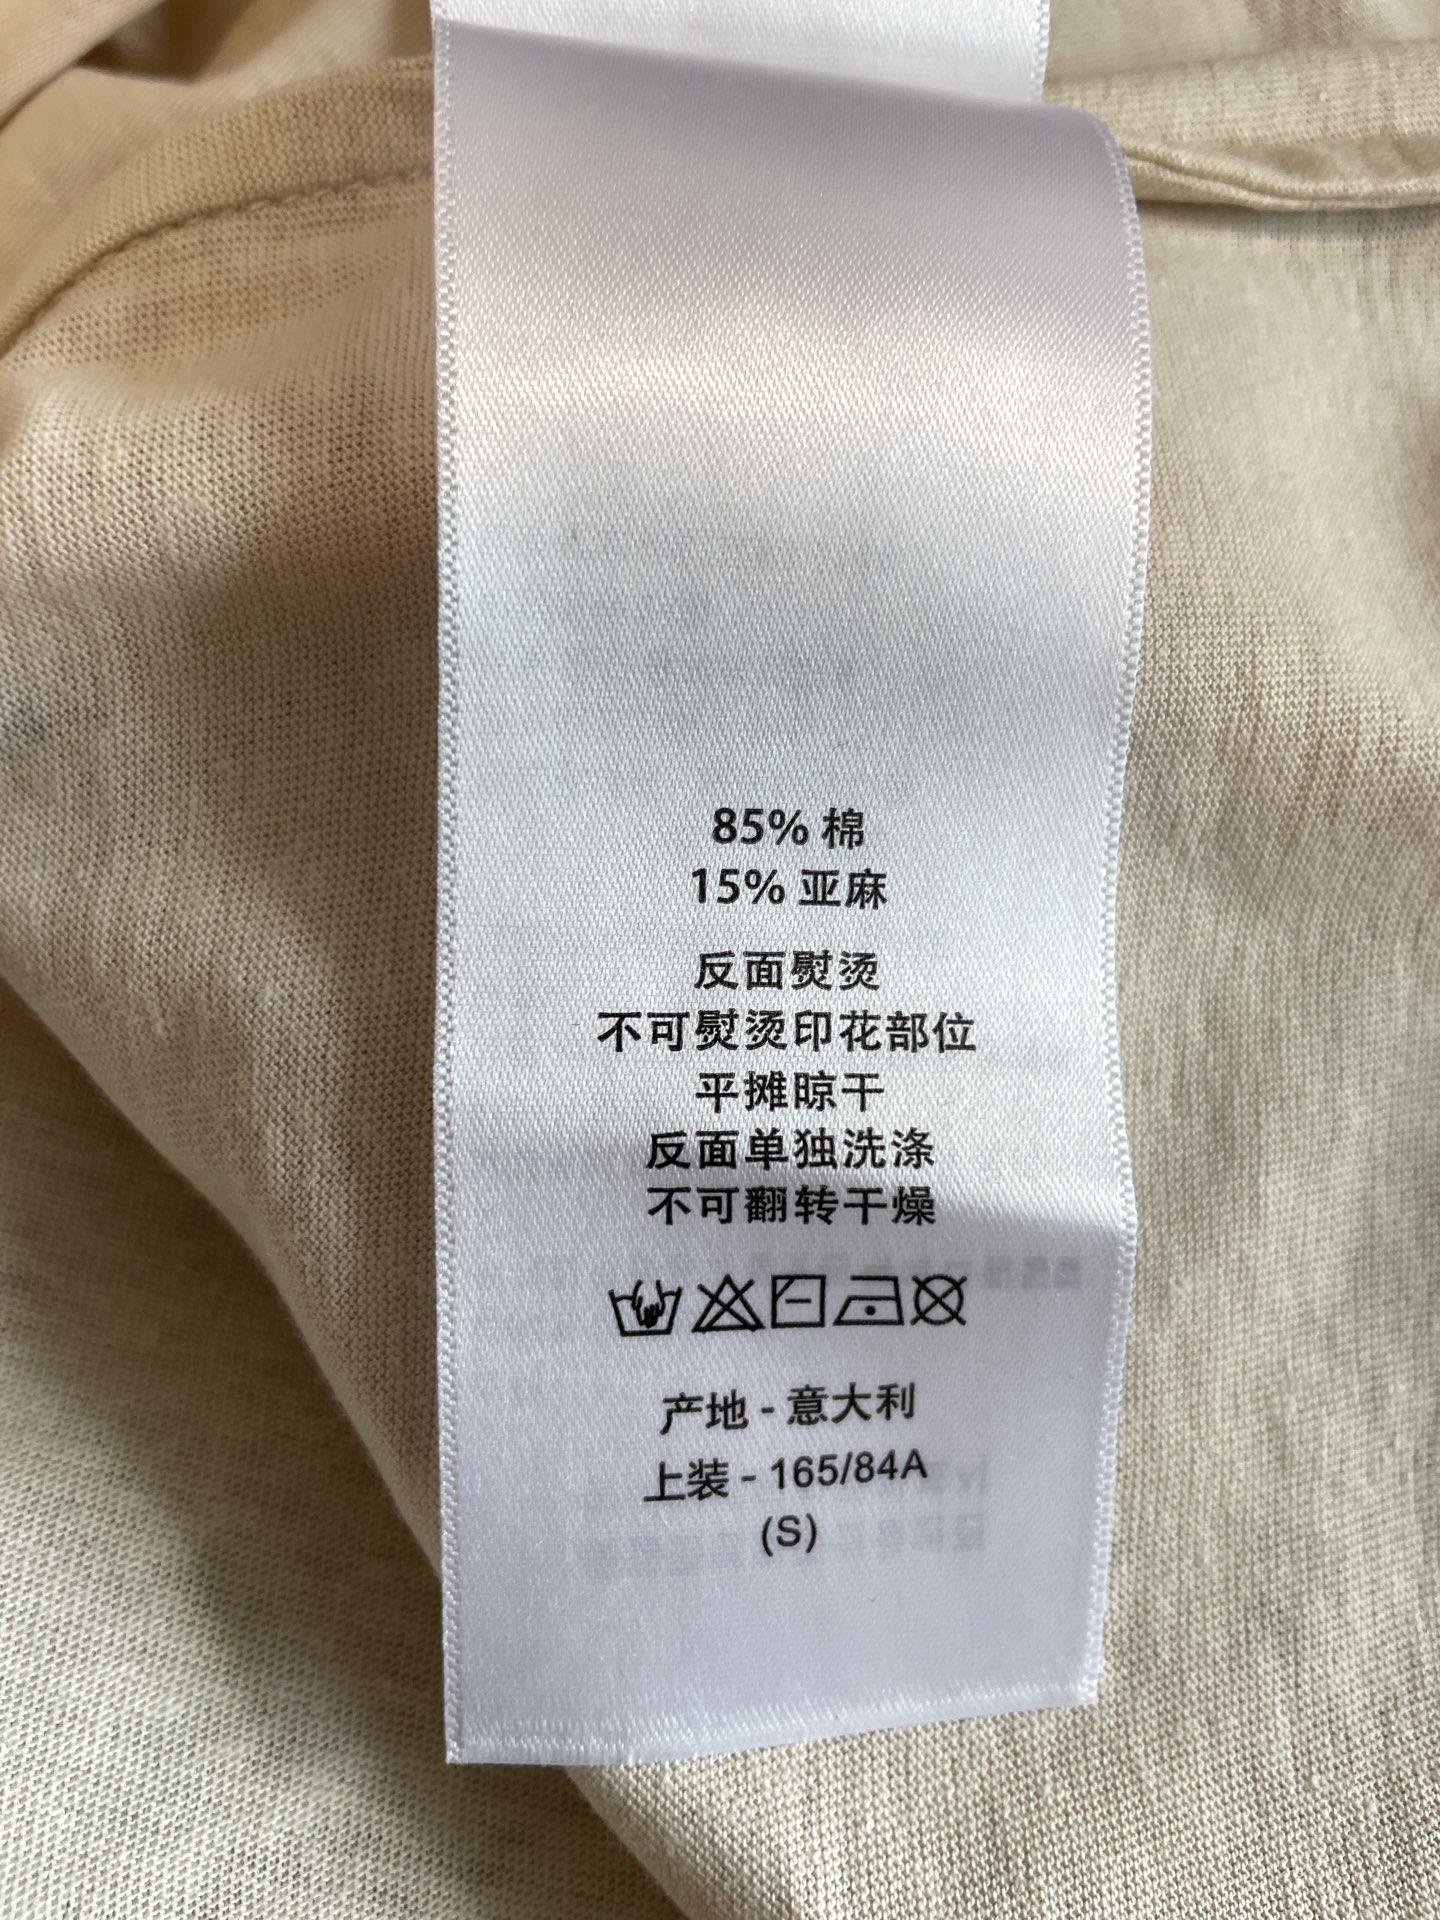 85% 棉
15% 亚麻
反面熨烫
不可熨烫印花部位
平摊晾干
反面单独洗涤
不可翻转干燥
产地 - 意大利
上装 - 165/84A
(S)